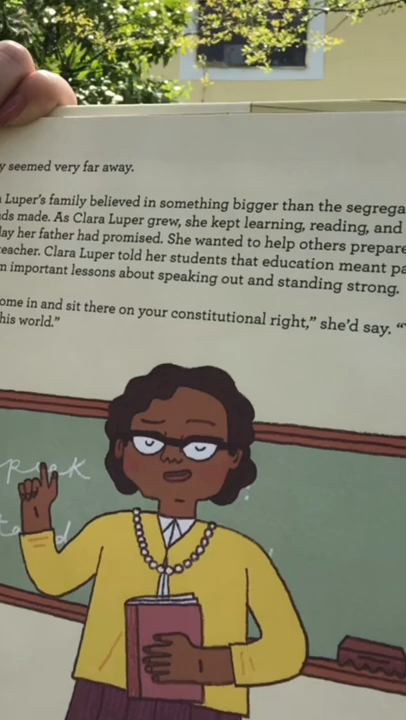 y seemed very far away.
Luper's family believed in something bigger than the segrega
ds made. As Clara Luper grew, she kept learning, reading, and
ay her father had promised. She wanted to help others prepare
eacher. Clara Luper told her students that education meant pa
n important lessons about speaking out and standing strong.
ome in and sit there on your constitutional right," she'd say. "
his world."